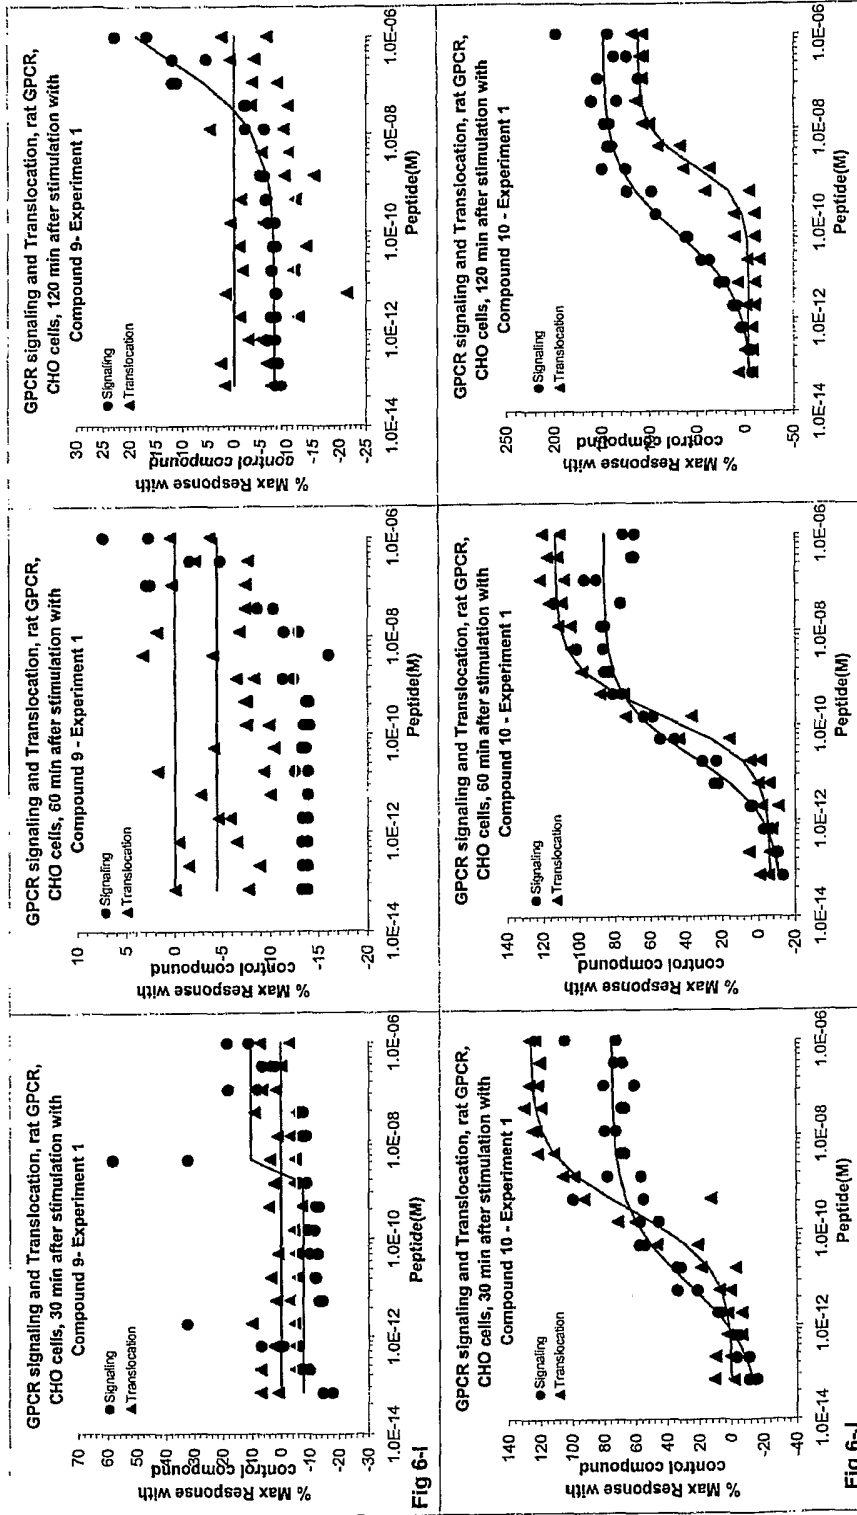 GPCR signaling and Translocation, rat GPCR,
CHO cells, 30 min after stimulation with
Compound 9- Experiment 1
Signaling
Translocation
% Max Response with
control compound
70
60
50
40
30
20
10
0
-10
-20
-30
1.0E-14
1.0E-12
1.0E-10
1.0E-08
1.0E-06
Peptide(M)
Fig 6-I
GPCR signaling and Translocation, rat GPCR,
CHO cells, 60 min after stimulation with
Compound 9 - Experiment 1
Signaling
Translocation
% Max Response with
control compound
10
5
0
-5
-10
-15
-20
1.0E-14
1.0E-12
1.0E-10
1.0E-08
1.0E-06
Peptide(M)
GPCR signaling and Translocation, rat GPCR,
CHO cells, 120 min after stimulation with
Compound 9- Experiment 1
Signaling
Translocation
% Max Response with
control compound
30
25
20
15
10
5
0
-5
-10
-15
-20
-25
1.0E-14
1.0E-12
1.0E-10
1.0E-08
1.0E-06
Peptide(M)
GPCR signaling and Translocation, rat GPCR,
CHO cells, 30 min after stimulation with
Compound 10 - Experiment 1
Signaling
Translocation
% Max Response with
control compound
140
120
100
80
60
40
20
0
-20
-40
1.0E-14
1.0E-12
1.0E-10
1.0E-08
1.0E-06
Peptide(M)
Fig 6-J
GPCR signaling and Translocation, rat GPCR,
CHO cells, 60 min after stimulation with
Compound 10 - Experiment 1
Signaling
Translocation
% Max Response with
control compound
140
120
100
80
60
40
20
0
-20
1.0E-14
1.0E-12
1.0E-10
1.0E-08
1.0E-06
Peptide(M)
GPCR signaling and Translocation, rat GPCR,
CHO cells, 120 min after stimulation with
Compound 10 - Experiment 1
Signaling
Translocation
% Max Response with
control compound
250
200
150
100
50
0
-50
1.0E-14
1.0E-12
1.0E-10
1.0E-08
1.0E-06
Peptide(M)